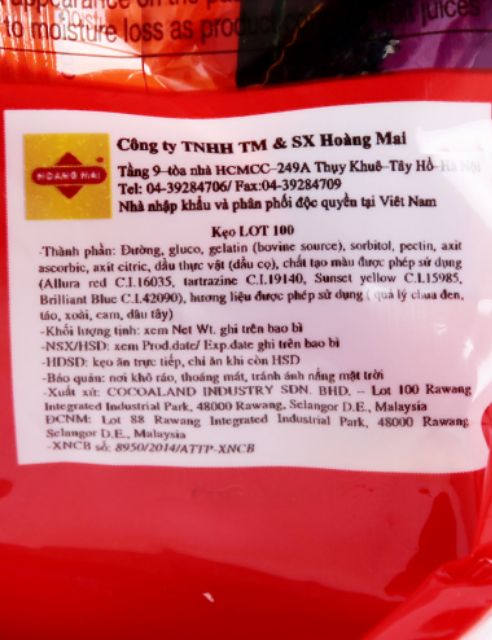 appearance on the
to moisture loss as product fruit juices
HOANG MAI
Công ty TNHH TM & SX Hoàng Mai
Tầng 9-tòa nhà HCMCC-249A Thụy Khuê-Tây Hồ-Hà Nội
Tel: 04-39284706/ Fax:04-39284709
Nhà nhập khẩu và phân phối độc quyền tại Việt Nam
Kẹo LOT 100
-Thành phần: Đường, gluco, gelatin (bovine source), sorbitol, pectin, axit
ascorbic, axit citric, dầu thực vật (dầu cọ), chất tạo màu được phép sử dụng
(Allura red C.I.16035, tartrazine C.I.19140, Sunset yellow C.I.15985,
Brilliant Blue C.I.42090), hương liệu được phép sử dụng ( quả lý chua đen,
táo, xoài, cam, dâu tây)
-Khối lượng tịnh: xem Net Wt. ghi trên bao bì
-NSX/HSD: xem Prod.date/ Exp.date ghi trên bao bì
-HDSD: kẹo ăn trực tiếp, chỉ ăn khi còn HSD
-Bảo quản: nơi khô ráo, thoáng mát, tránh ánh nắng mặt trời
-Xuất xứ: COCOALAND INDUSTRY SDN. BHD. – Lot 100 Rawang
Integrated Industrial Park, 48000 Rawang, Selangor D.E., Malaysia
ĐCNM: Lot 88 Rawang Integrated Industrial Park, 48000 Rawang
Selangor D.E., Malaysia
-XNCB số: 8950/2014/ATTP-XNCB